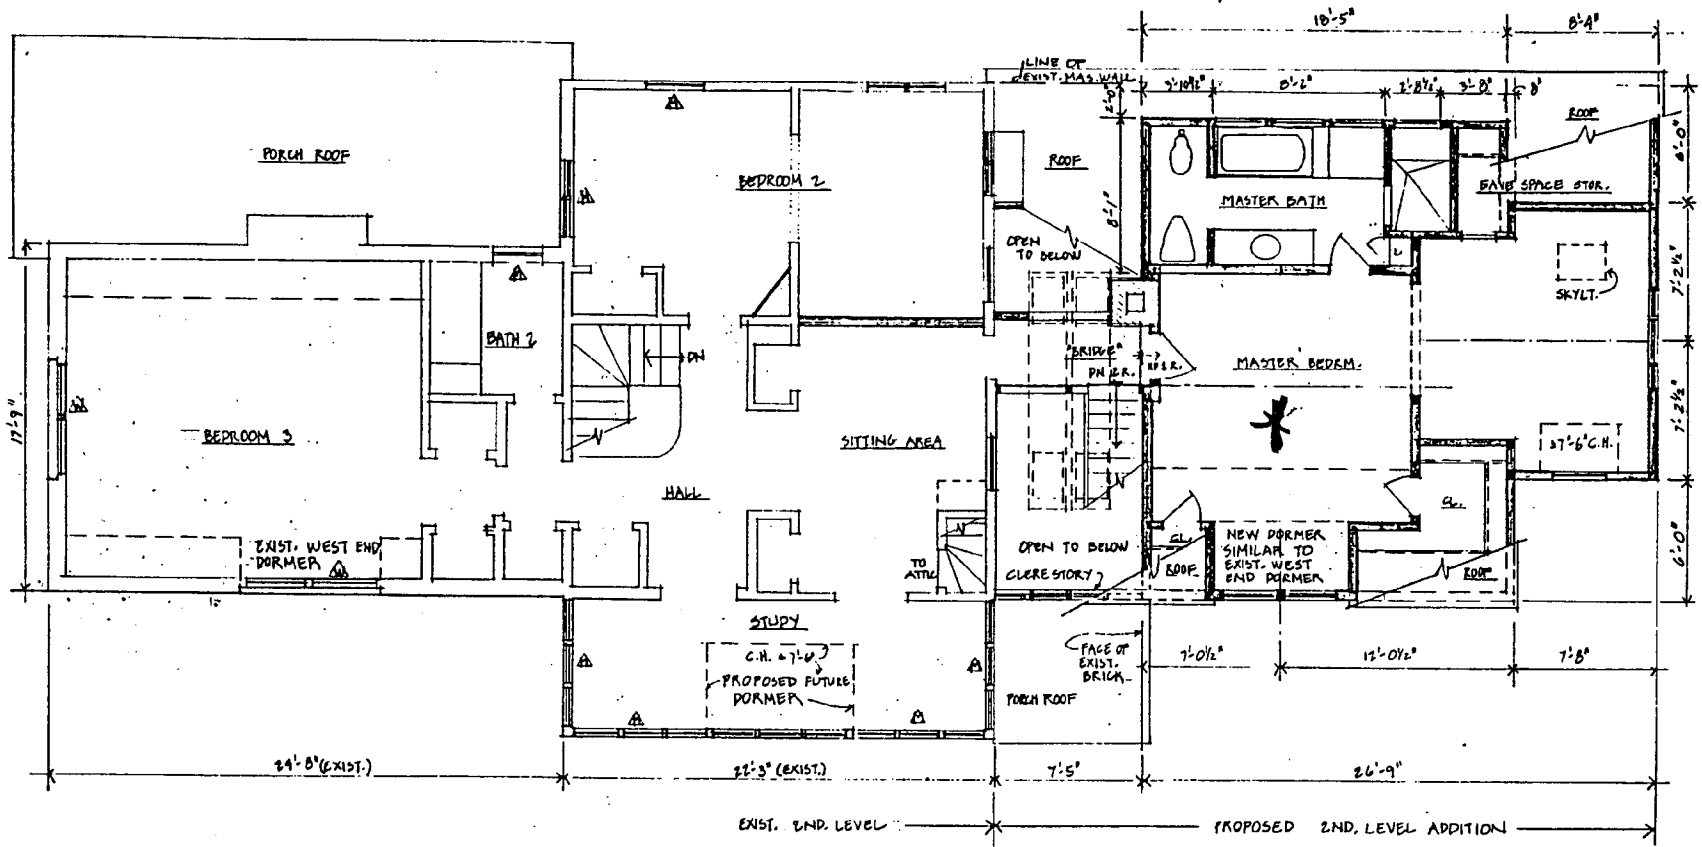 18'-5"
8'-4"
LINE OF
EXIST. MAS. WALL
3'-10½"
8'-2"
2'-8½"
3'-8"
8"
2'-0"
ROOF
6'-0"
PORCH ROOF
BEDROOM 2
ROOF
EAVE SPACE STOR.
MASTER BATH
8'-1"
OPEN
TO BELOW
L
7'-2½"
SKYLT.
BATH 2
DN
"BRIDGE"
DN 2 R.
UP 3 R.
MASTER BEDRM.
17'-9"
7'-2½"
BEDROOM 3
SITTING AREA
±7'-6" C.H.
HALL
CL.
EXIST. WEST END
DORMER
TO
ATTIC
OPEN TO BELOW
CLERESTORY
CL.
ROOF
NEW DORMER
SIMILAR TO
EXIST. WEST
END DORMER
ROOF
6'-0"
STUDY
C.H. ±7'-6"
PROPOSED FUTURE
DORMER
FACE OF
EXIST.
BRICK
7'-0½"
12'-0½"
7'-8"
PORCH ROOF
24'-8" (EXIST.)
22'-3" (EXIST.)
7'-5"
26'-9"
EXIST. 2ND. LEVEL
PROPOSED 2ND. LEVEL ADDITION